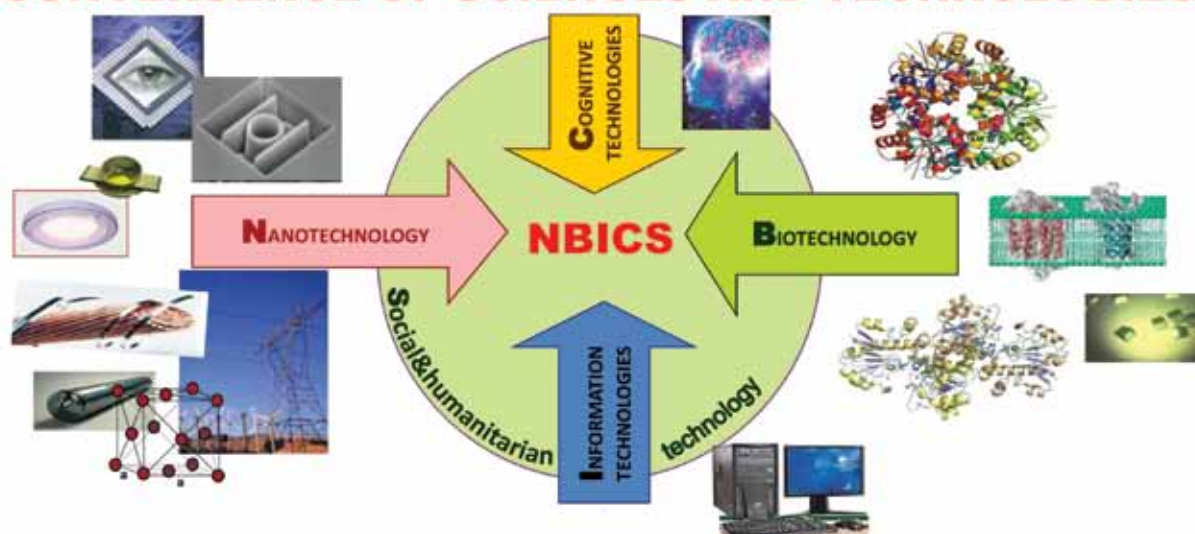 COGNITIVE
TECHNOLOGIES
NANOTECHNOLOGY
NBICS
BIOTECHNOLOGY
INFORMATION
TECHNOLOGIES
Social&humanitarian
technology
a
a